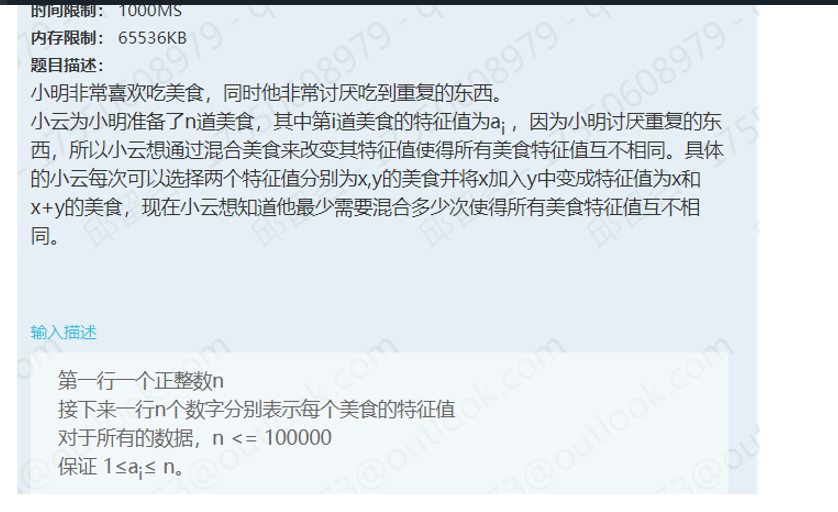 时间限制： 1000MS
内存限制： 65536KB
题目描述：
小明非常喜欢吃美食，同时他非常讨厌吃到重复的东西。
小云为小明准备了n道美食，其中第i道美食的特征值为ai ，因为小明讨厌重复的东
西，所以小云想通过混合美食来改变其特征值使得所有美食特征值互不相同。具体
的小云每次可以选择两个特征值分别为x,y的美食并将x加入y中变成特征值为x和
x+y的美食，现在小云想知道他最少需要混合多少次使得所有美食特征值互不相
同。
输入描述
第一行一个正整数n
接下来一行n个数字分别表示每个美食的特征值
对于所有的数据，n <= 100000
保证 1≤ai≤ n。